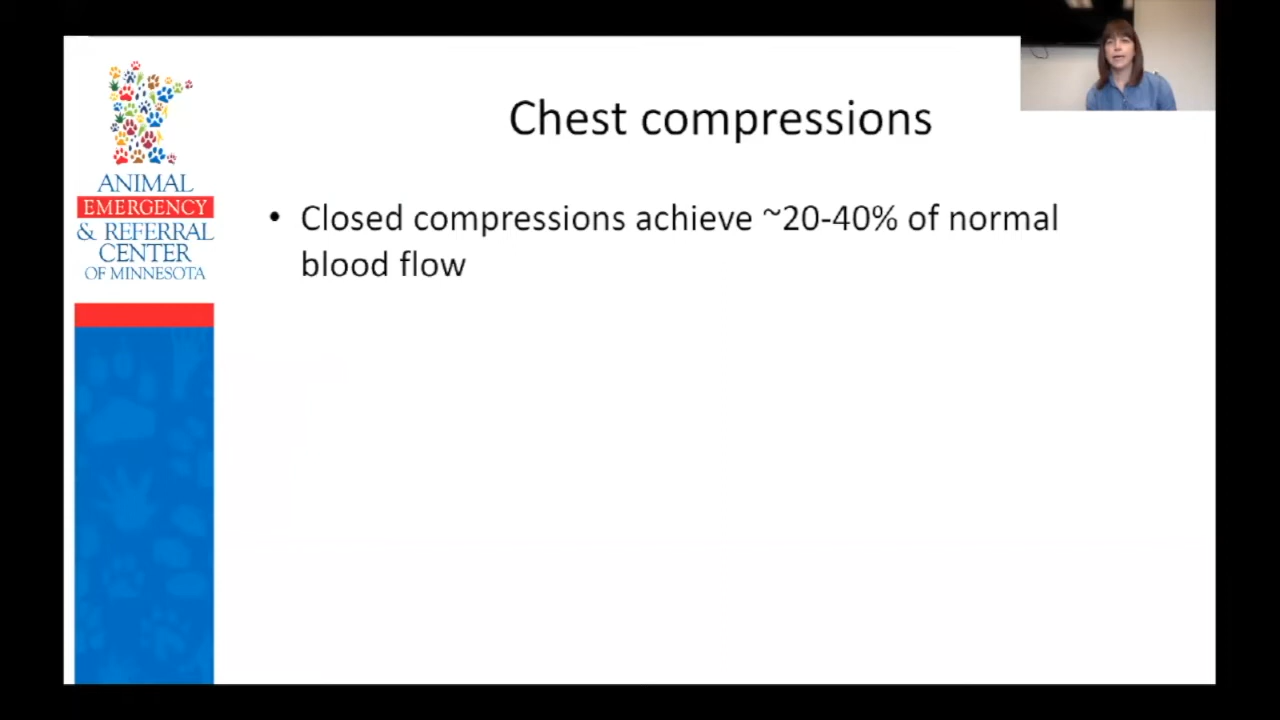 Chest compressions
ANIMAL
EMERGENCY
& REFERRAL
CENTER
OF MINNESOTA
• Closed compressions achieve ~20-40% of normal
blood flow